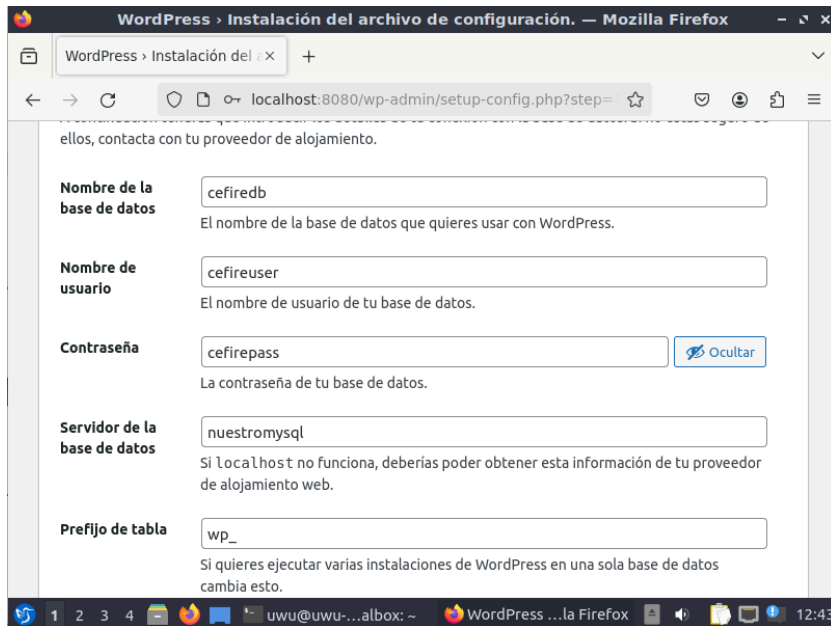 WordPress › Instalación del archivo de configuración. — Mozilla Firefox
WordPress › Instalación del
localhost:8080/wp-admin/setup-config.php?step=
ellos, contacta con tu proveedor de alojamiento.
Nombre de la base de datos
cefiredb
El nombre de la base de datos que quieres usar con WordPress.
Nombre de usuario
cefireuser
El nombre de usuario de tu base de datos.
Contraseña
cefirepass
Ocultar
La contraseña de tu base de datos.
Servidor de la base de datos
nuestromysql
Si localhost no funciona, deberías poder obtener esta información de tu proveedor
de alojamiento web.
Prefijo de tabla
wp_
Si quieres ejecutar varias instalaciones de WordPress en una sola base de datos
cambia esto.
1 2 3 4 uwu@uwu-...albox: ~ WordPress ...la Firefox 12:43